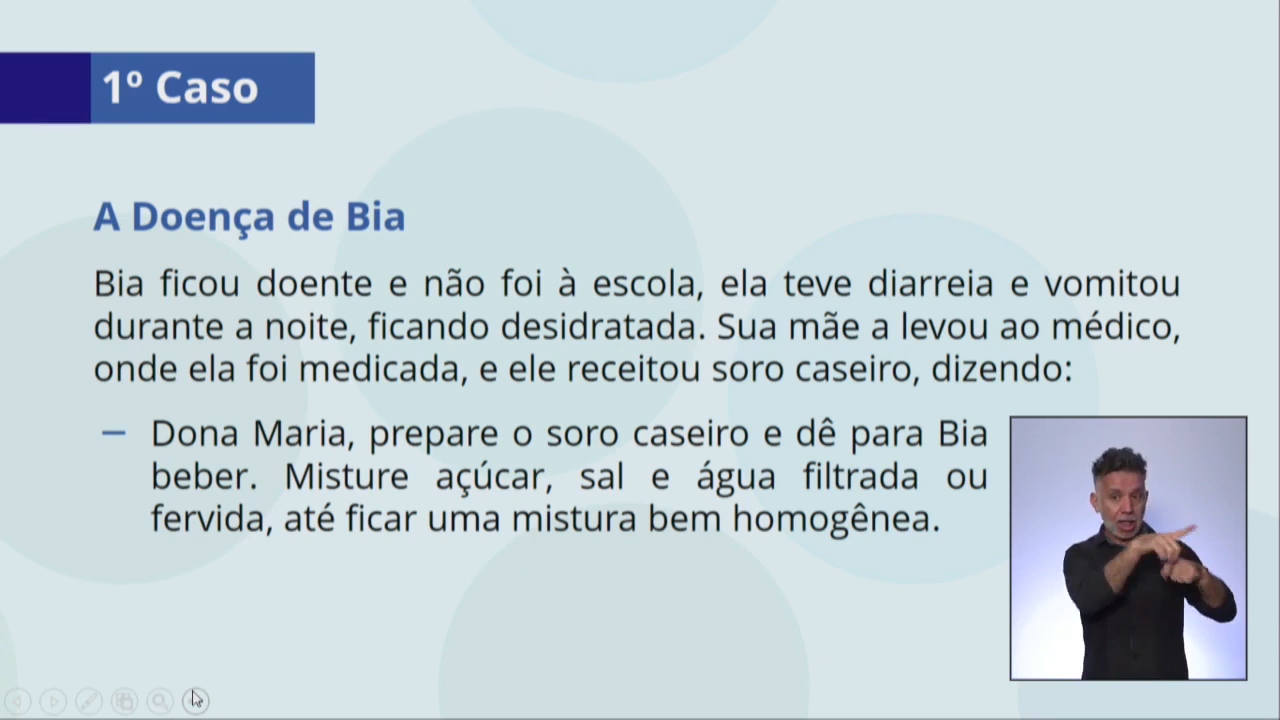 1º Caso
A Doença de Bia
Bia ficou doente e não foi à escola, ela teve diarreia e vomitou
durante a noite, ficando desidratada. Sua mãe a levou ao médico,
onde ela foi medicada, e ele receitou soro caseiro, dizendo:
– Dona Maria, prepare o soro caseiro e dê para Bia
beber. Misture açúcar, sal e água filtrada ou
fervida, até ficar uma mistura bem homogênea.